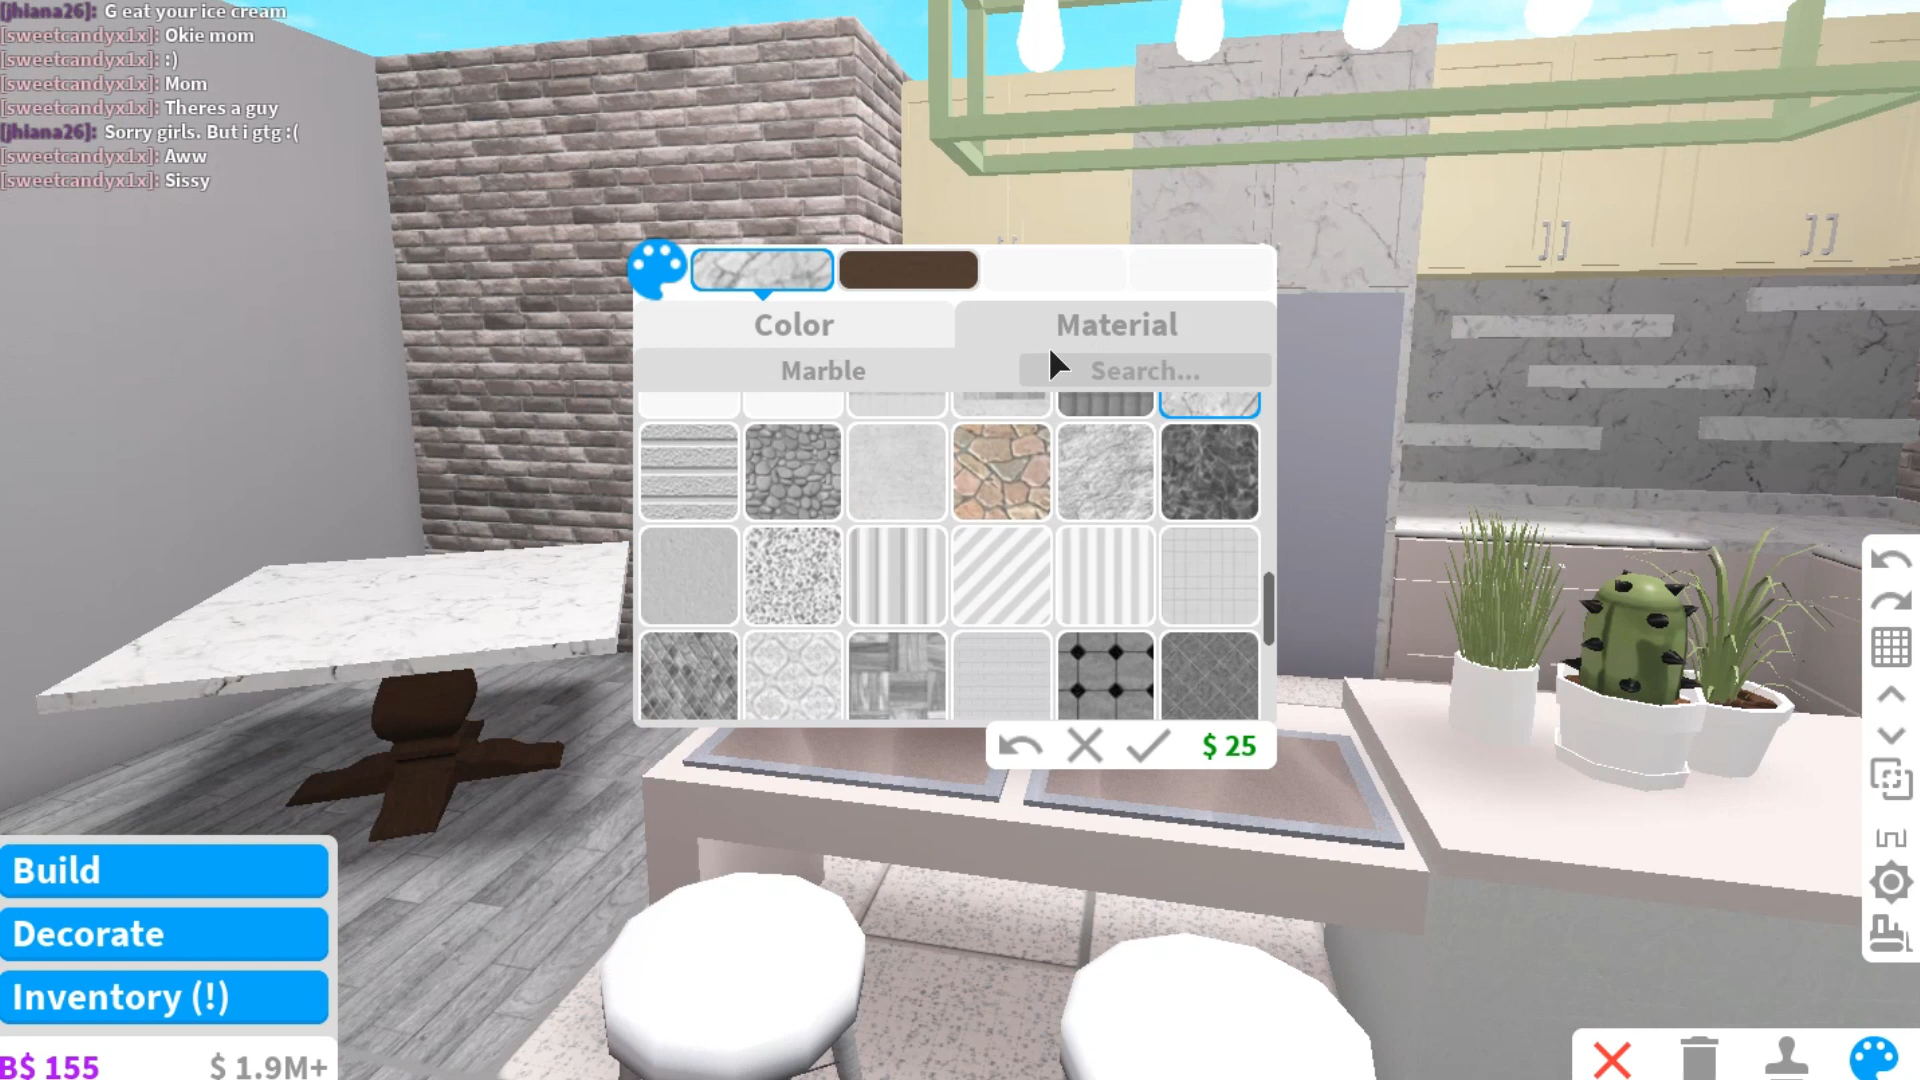 [jhiana26]: G eat your ice cream
[sweetcandyx1x]: Okie mom
[sweetcandyx1x]: :)
[sweetcandyx1x]: Mom
[sweetcandyx1x]: Theres a guy
[jhiana26]: Sorry girls. But i gtg :(
[sweetcandyx1x]: Aww
[sweetcandyx1x]: Sissy
Color
Material
Marble
Search...
$ 25
Build
Decorate
Inventory (!)
B$ 155
$ 1.9M+